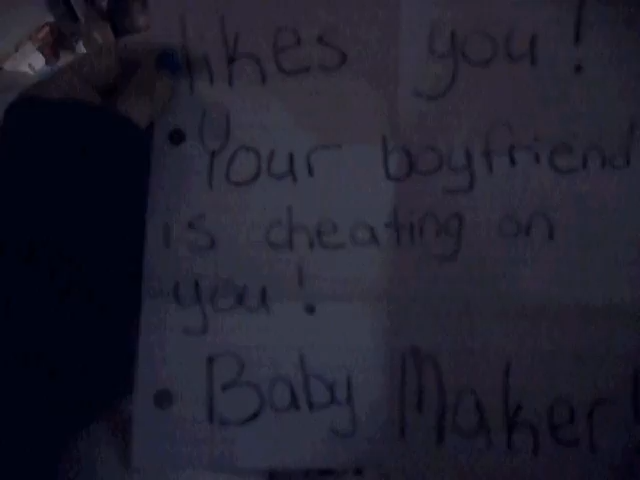 likes you!
• Your boyfriend
is cheating on
you!
• Baby Maker!